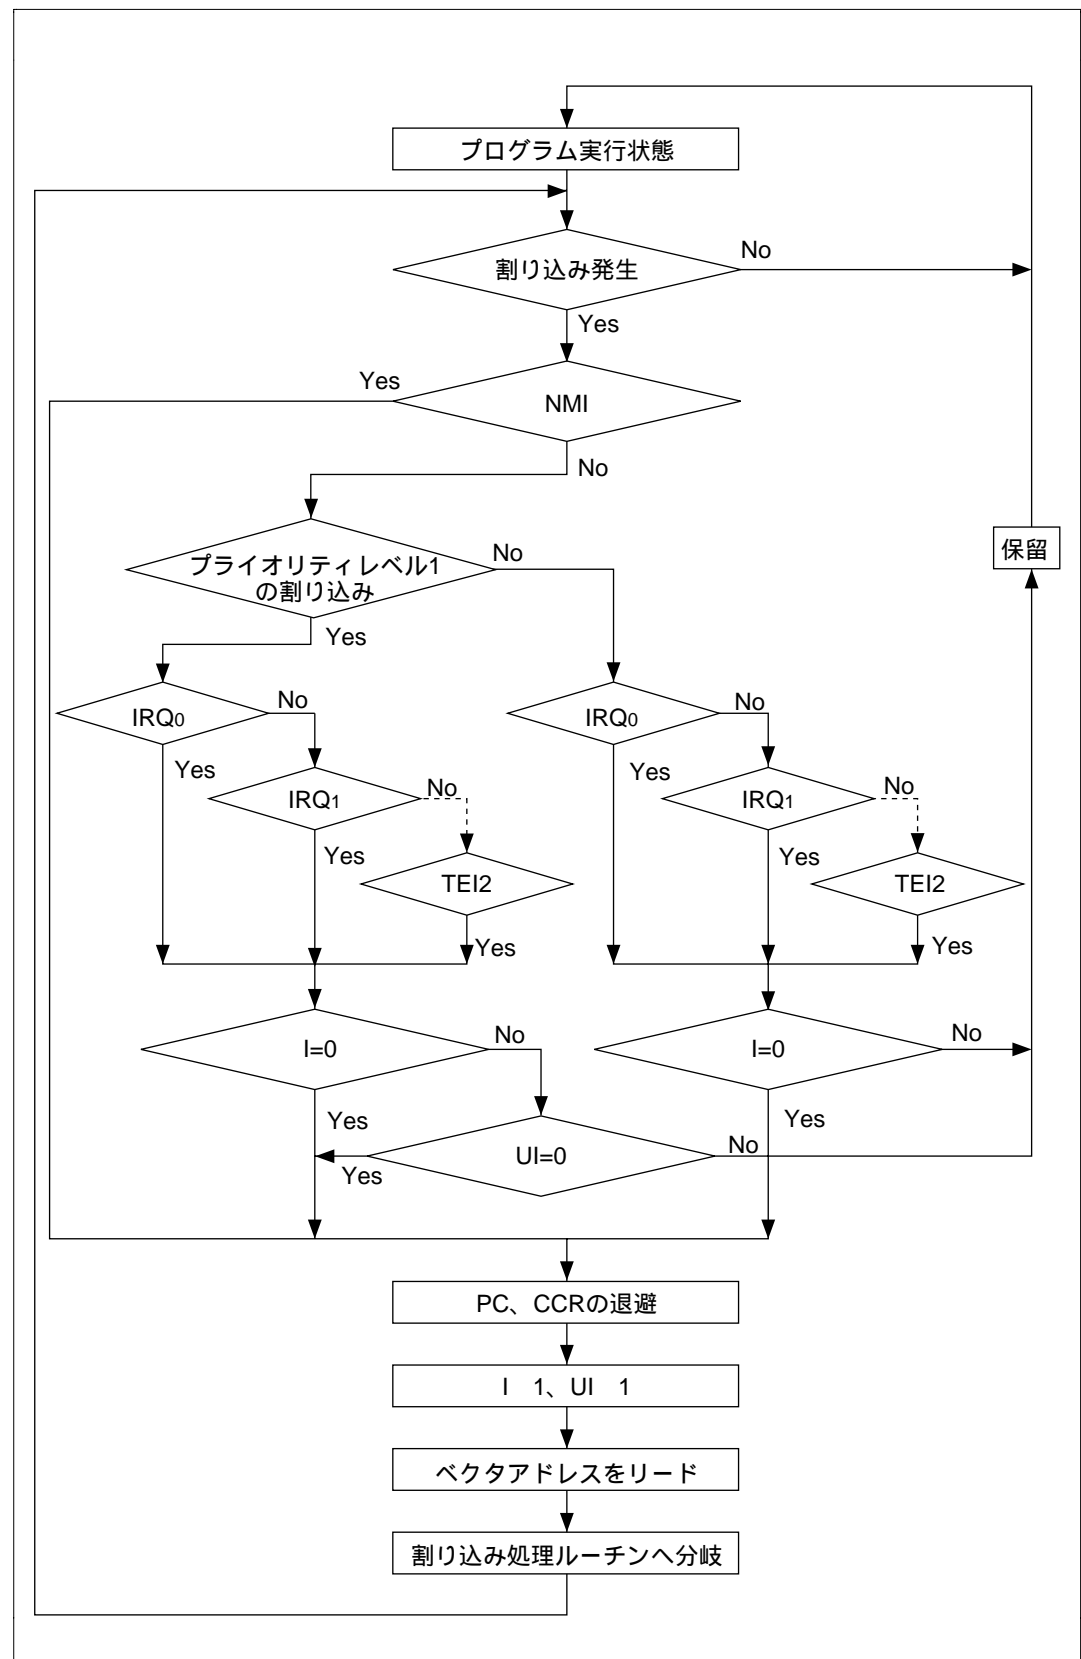 プログラム実行状態
割り込み発生
No
Yes
NMI
Yes
No
プライオリティレベル1
の割り込み
No
Yes
保留
IRQ0
No
Yes
IRQ1
No
Yes
TEI2
Yes
IRQ0
No
Yes
IRQ1
No
Yes
TEI2
Yes
I=0
No
Yes
UI=0
Yes
No
I=0
No
Yes
PC、CCRの退避
I 1、UI 1
ベクタアドレスをリード
割り込み処理ルーチンへ分岐